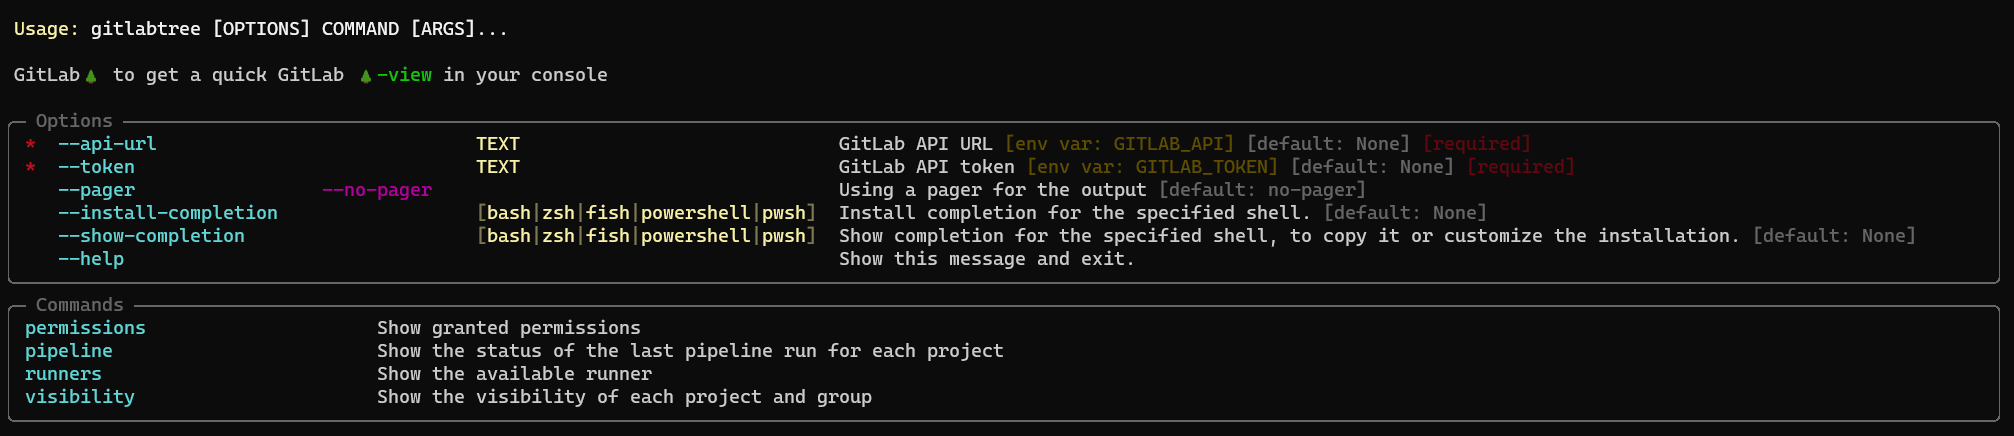 Usage: gitlabtree [OPTIONS] COMMAND [ARGS]...
GitLab🌲 to get a quick GitLab 🌲-view in your console
Options
* --api-url TEXT GitLab API URL [env var: GITLAB_API] [default: None] [required]
* --token TEXT GitLab API token [env var: GITLAB_TOKEN] [default: None] [required]
--pager --no-pager Using a pager for the output [default: no-pager]
--install-completion [bash|zsh|fish|powershell|pwsh] Install completion for the specified shell. [default: None]
--show-completion [bash|zsh|fish|powershell|pwsh] Show completion for the specified shell, to copy it or customize the installation. [default: None]
--help Show this message and exit.
Commands
permissions Show granted permissions
pipeline Show the status of the last pipeline run for each project
runners Show the available runner
visibility Show the visibility of each project and group